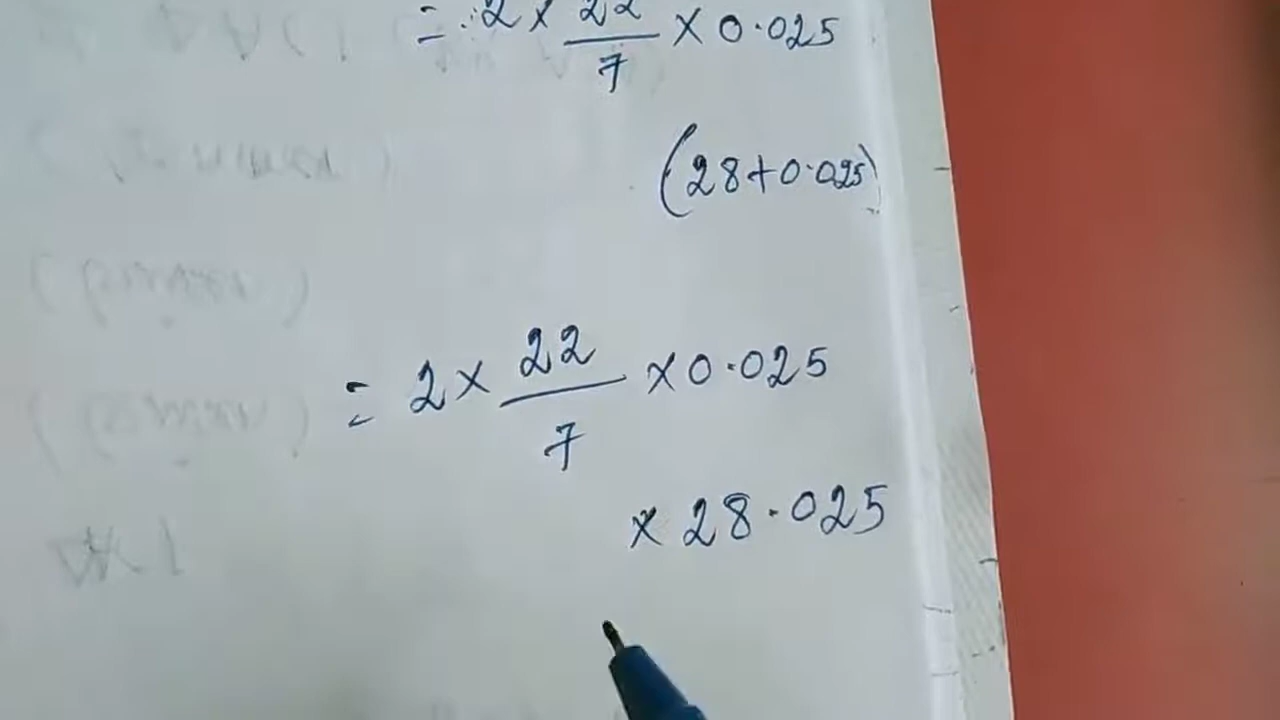 = 2 × 22/7 × 0.025
(28+0.025)
= 2 × 22/7 × 0.025
× 28.025